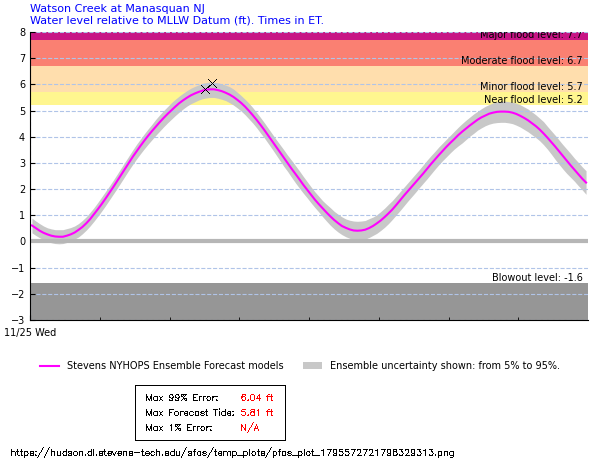 Watson Creek at Manasquan NJ
Water level relative to MLLW Datum (ft). Times in ET.
8
Major flood level: 7.7
7
Moderate flood level: 6.7
6
Minor flood level: 5.7
Near flood level: 5.2
5
4
3
2
1
0
−1
Blowout level: -1.6
−2
−3
11/25 Wed
Stevens NYHOPS Ensemble Forecast models
Ensemble uncertainty shown: from 5% to 95%.
Max 99% Error: 6.04 ft
Max Forecast Tide: 5.81 ft
Max 1% Error: N/A
https://hudson.dl.stevens-tech.edu/sfas/temp_plots/pfas_plot_1795572721798329313.png